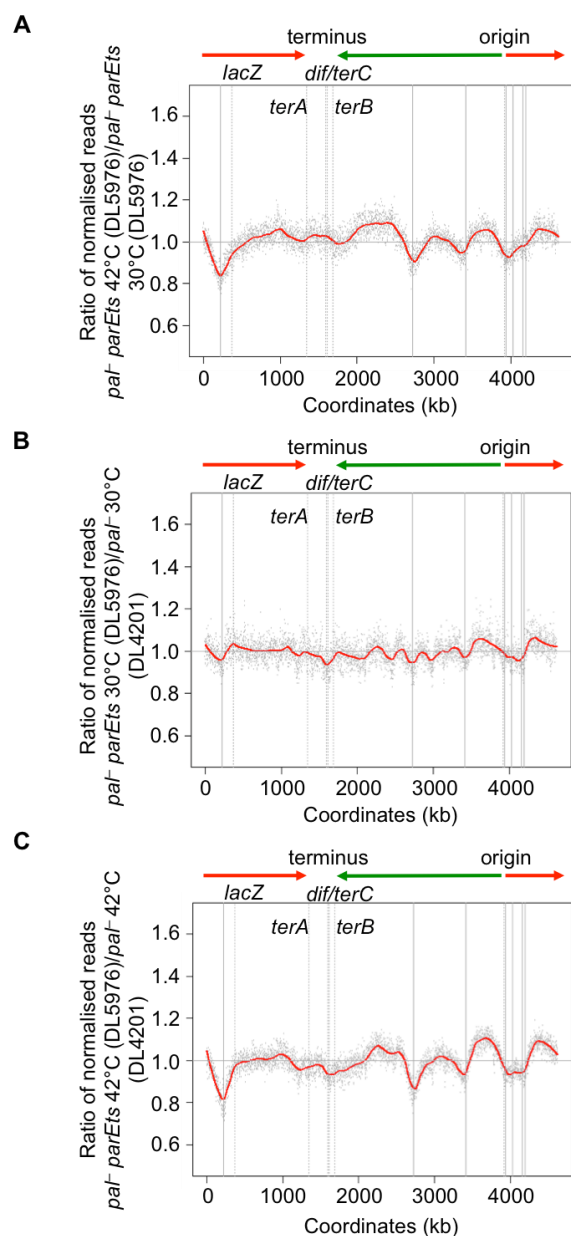 A
terminus
origin
lacZ
dif/terC
terA
terB
Ratio of normalised reads
pal⁻ parEts 42°C (DL5976)/pal⁻ parEts
30°C (DL5976)
1.6
1.4
1.2
1.0
0.8
0.6
0
1000
2000
3000
4000
Coordinates (kb)
B
terminus
origin
lacZ
dif/terC
terA
terB
Ratio of normalised reads
pal⁻ parEts 30°C (DL5976)/pal⁻ 30°C
(DL4201)
1.6
1.4
1.2
1.0
0.8
0.6
0
1000
2000
3000
4000
Coordinates (kb)
C
terminus
origin
lacZ
dif/terC
terA
terB
Ratio of normalised reads
pal⁻ parEts 42°C (DL5976)/pal⁻ 42°C
(DL4201)
1.6
1.4
1.2
1.0
0.8
0.6
0
1000
2000
3000
4000
Coordinates (kb)